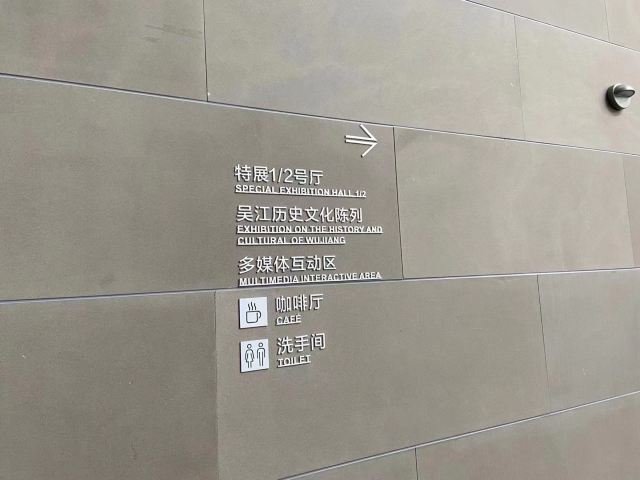 特展1/2号厅
SPECIAL EXHIBITION HALL 1/2
吴江历史文化陈列
EXHIBITION ON THE HISTORY AND
CULTURAL OF WUJIANG
多媒体互动区
MULTIMEDIA INTERACTIVE AREA
咖啡厅
CAFÉ
洗手间
TOILET